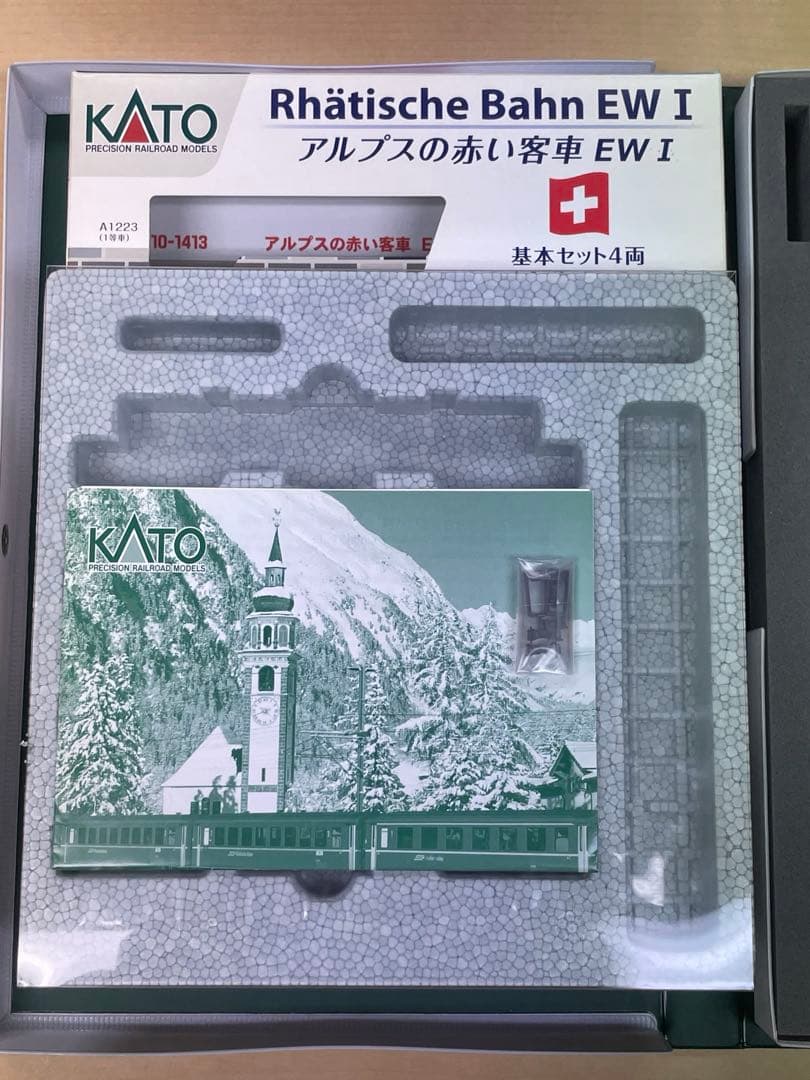 KATO
PRECISION RAILROAD MODELS
Rhätische Bahn EW I
アルプスの赤い客車 EW I
A1223
(1等車)
10-1413 アルプスの赤い客車 E
基本セット4両
KATO
PRECISION RAILROAD MODELS